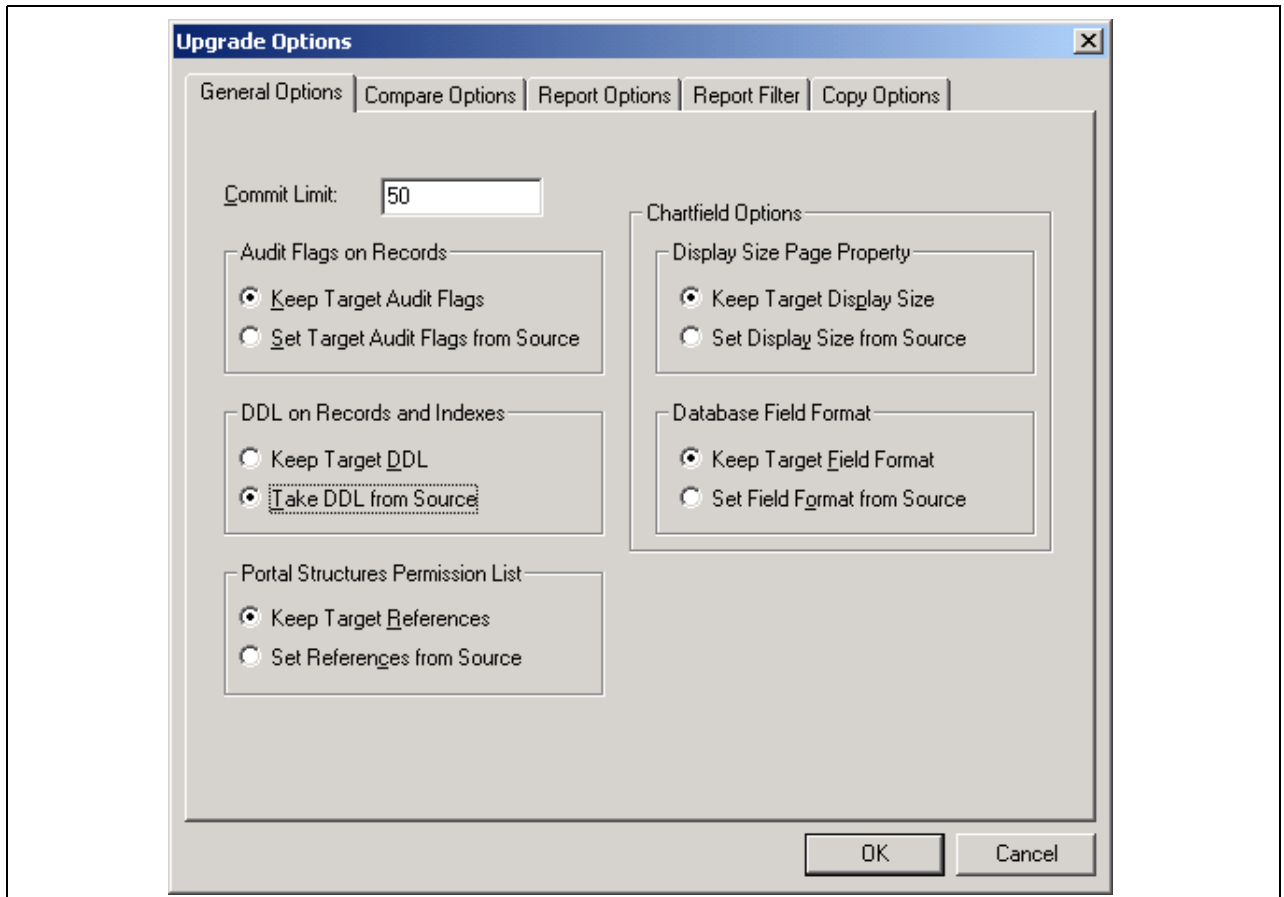 Upgrade Options
General Options
Compare Options
Report Options
Report Filter
Copy Options
Commit Limit:
50
Audit Flags on Records
Keep Target Audit Flags
Set Target Audit Flags from Source
DDL on Records and Indexes
Keep Target DDL
Take DDL from Source
Portal Structures Permission List
Keep Target References
Set References from Source
Chartfield Options
Display Size Page Property
Keep Target Display Size
Set Display Size from Source
Database Field Format
Keep Target Field Format
Set Field Format from Source
OK
Cancel